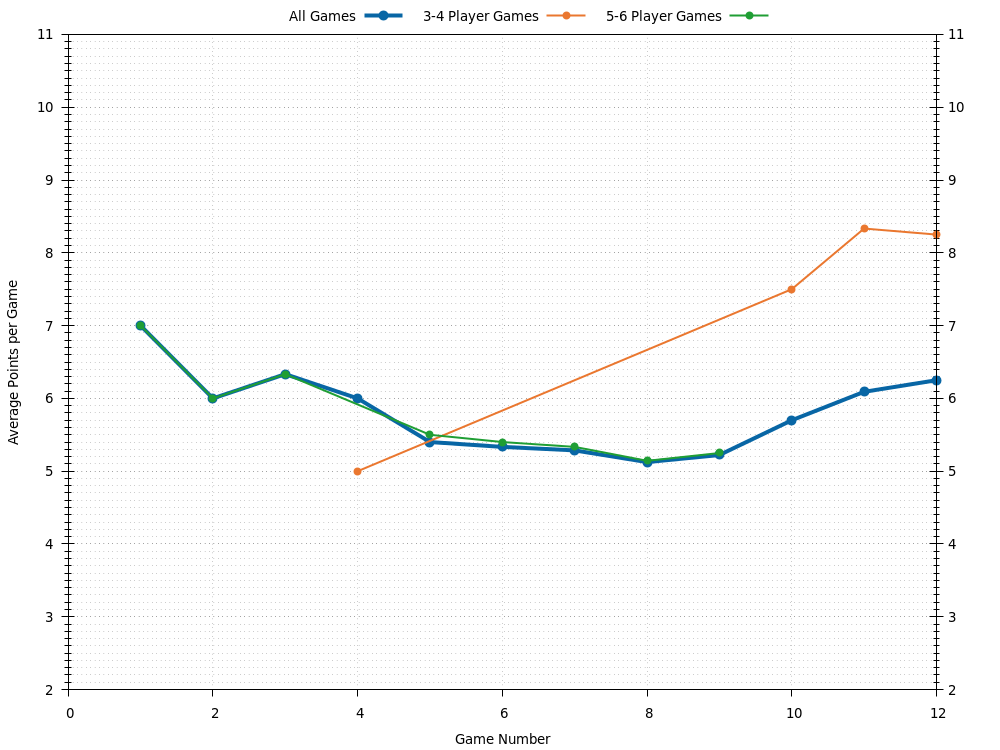 All Games 3-4 Player Games 5-6 Player Games
11 11
10 10
9 9
8 8
7 7
6 6
5 5
4 4
3 3
2 2
Average Points per Game
0 2 4 6 8 10 12
Game Number